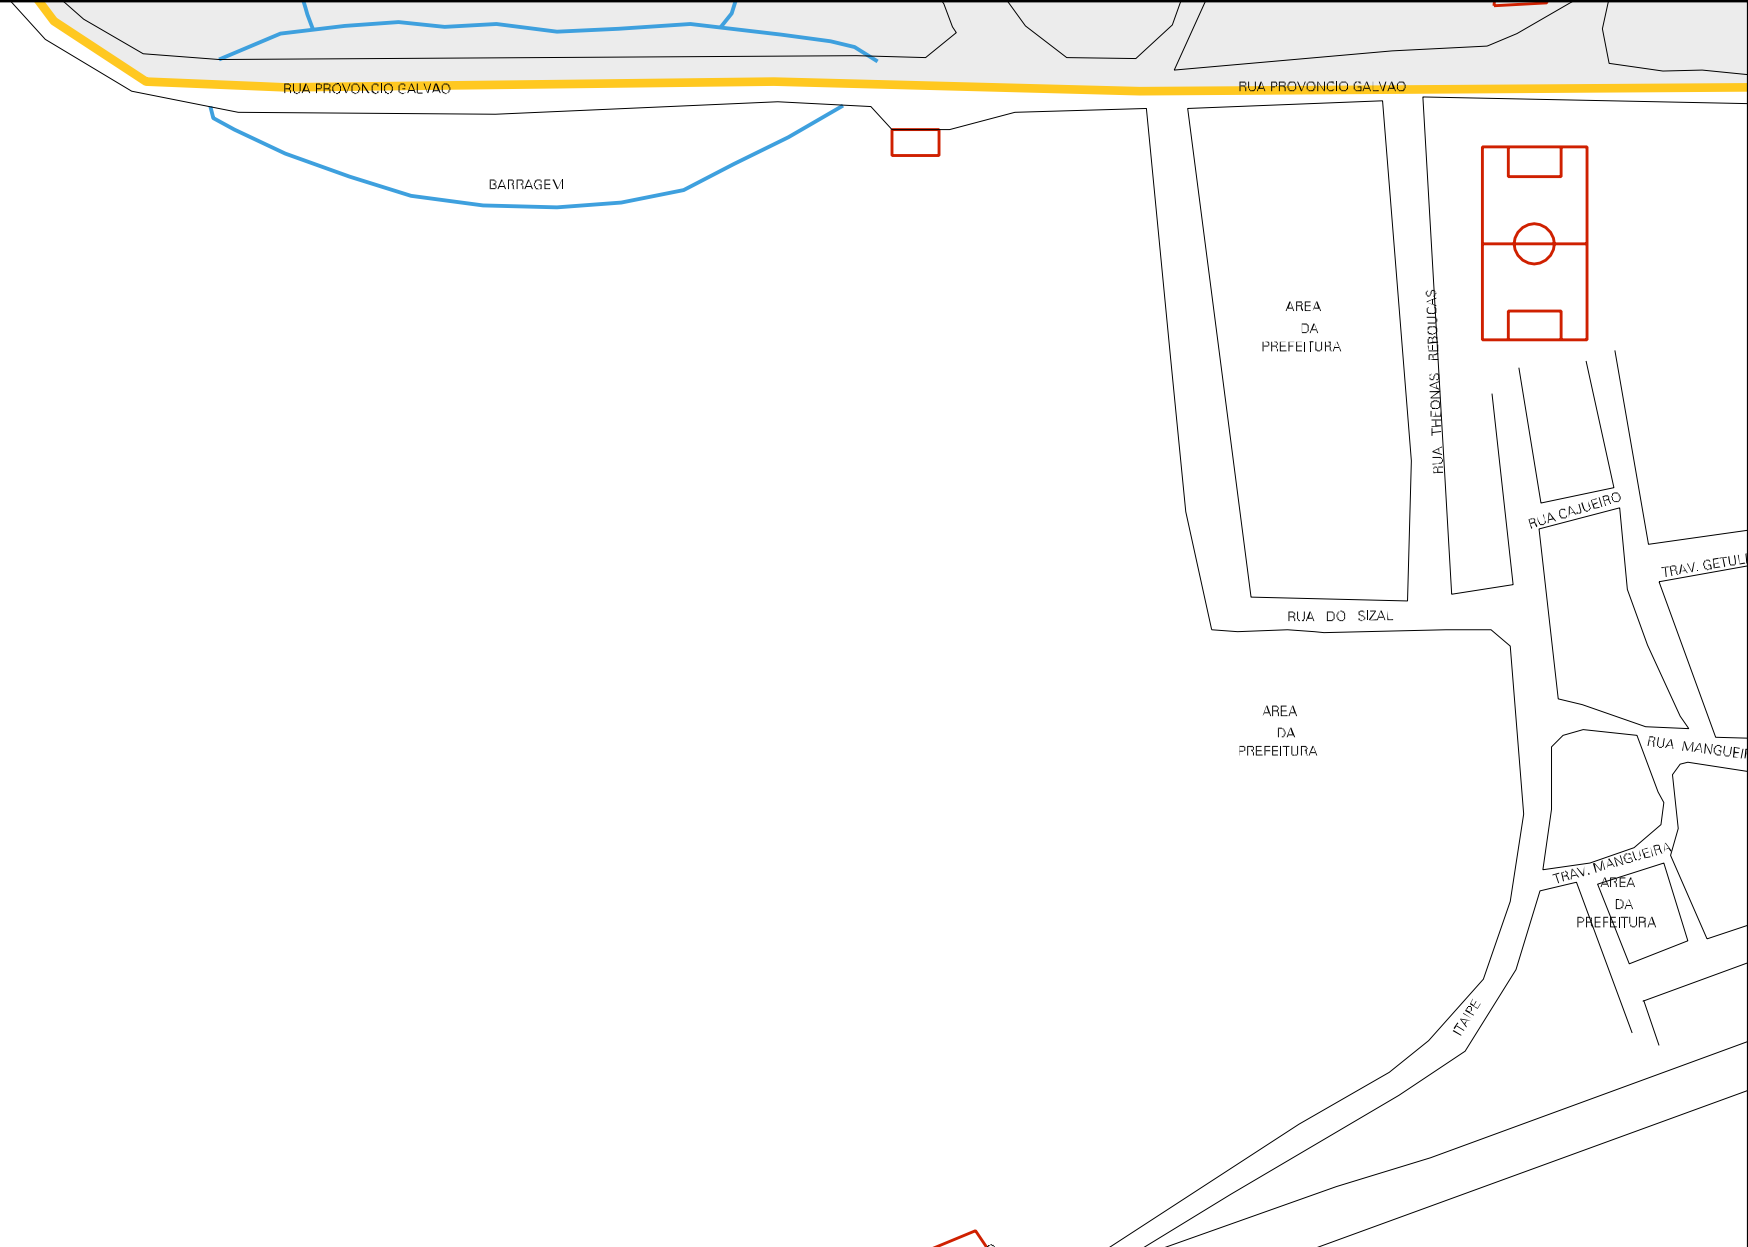 RUA PROVONCIO GALVAO
RUA PROVONCIO GALVAO
BARRAGEM
AREA
DA
PREFEITURA
RUA THEONAS REBOUCAS
RUA CAJUEIRO
TRAV. GETULI
RUA DO SIZAL
AREA
DA
PREFEITURA
RUA MANGUEIR
TRAV. MANGUEIRA
AREA
DA
PREFEITURA
ITAIPE